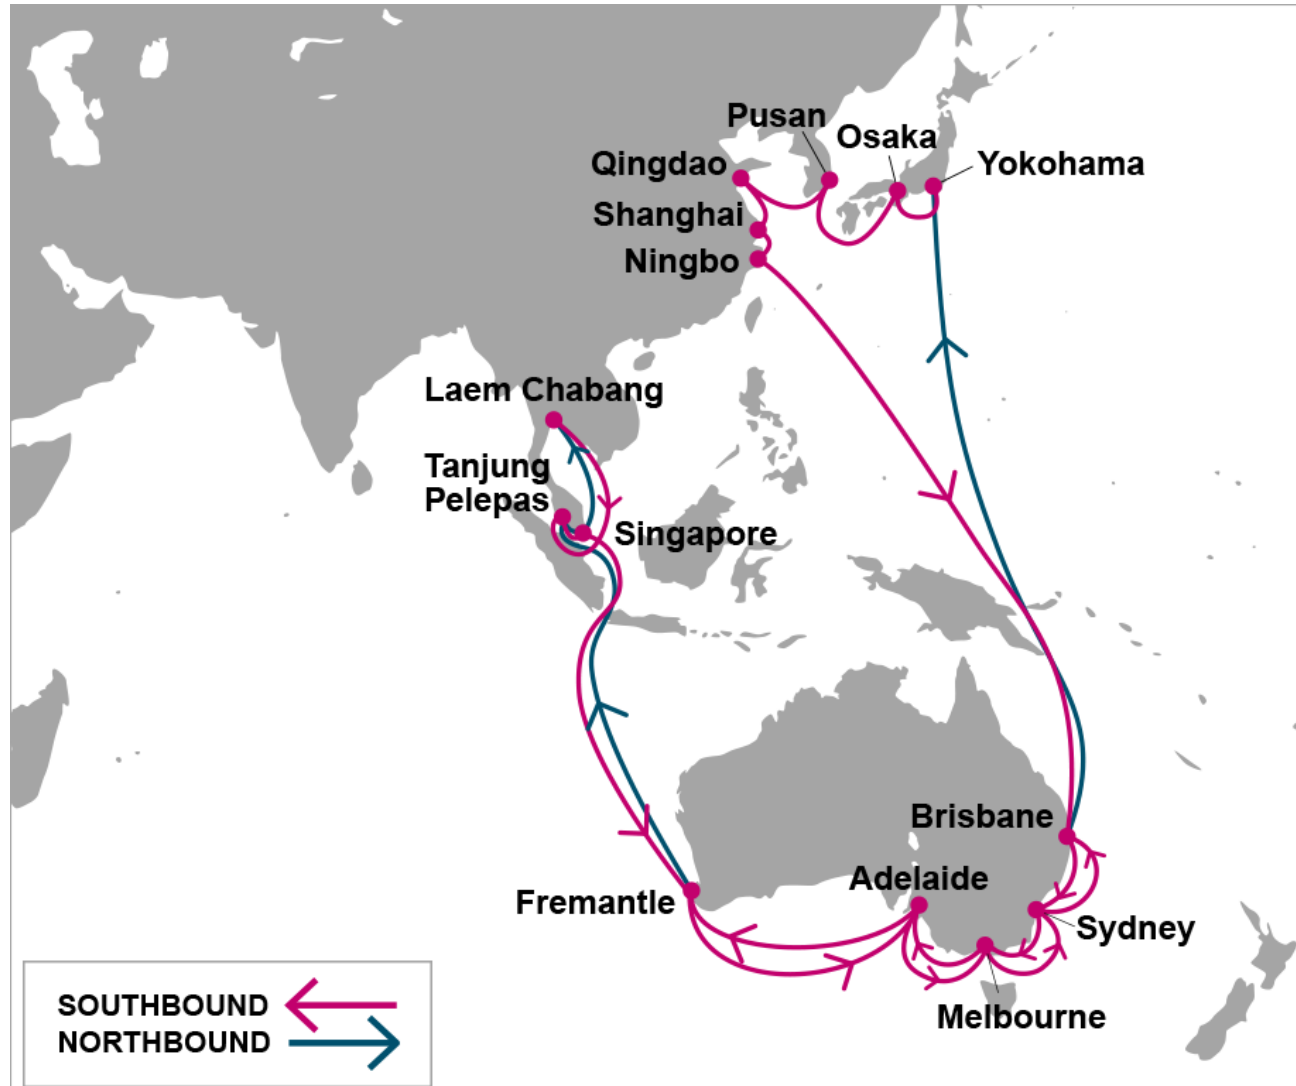 Pusan
Osaka
Qingdao
Yokohama
Shanghai
Ningbo
Laem Chabang
Tanjung
Pelepas
Singapore
Brisbane
Adelaide
Fremantle
Sydney
Melbourne
SOUTHBOUND
NORTHBOUND